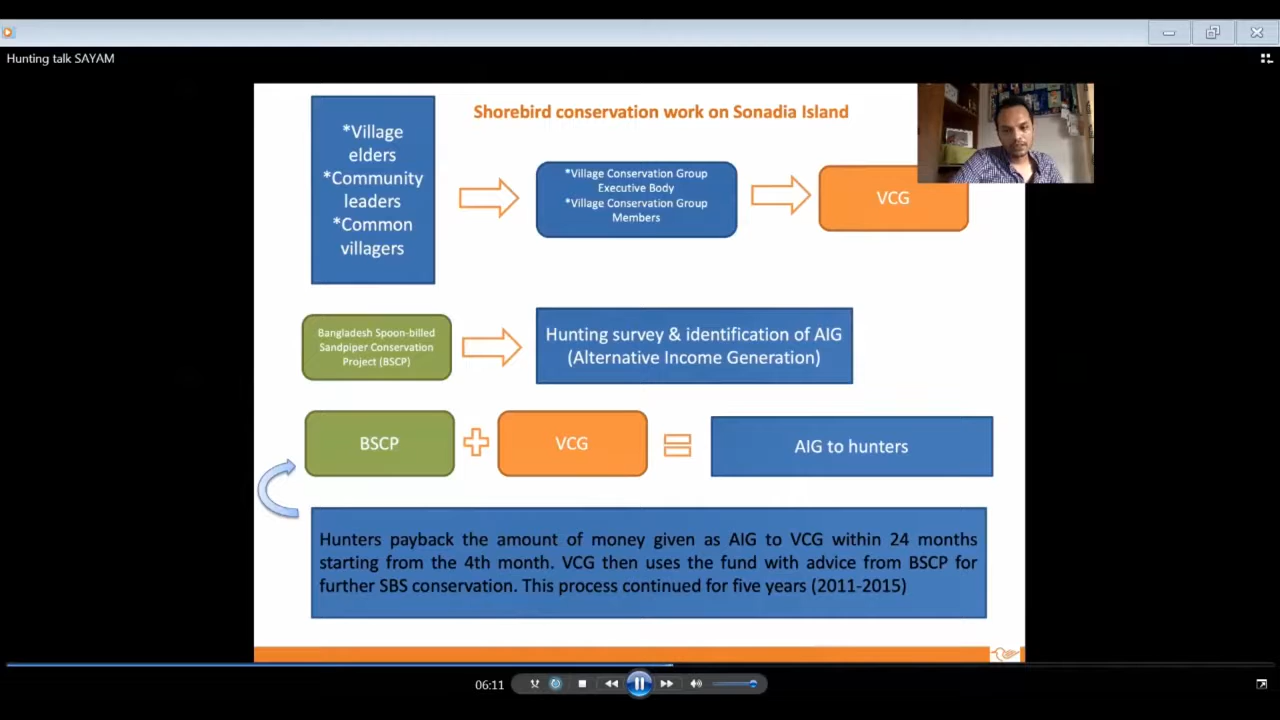 Hunting talk SAYAM
Shorebird conservation work on Sonadia Island
*Village
elders
*Community
leaders
*Common
villagers
*Village Conservation Group
Executive Body
*Village Conservation Group
Members
VCG
Bangladesh Spoon-billed
Sandpiper Conservation
Project (BSCP)
Hunting survey & identification of AIG
(Alternative Income Generation)
BSCP
VCG
AIG to hunters
Hunters payback the amount of money given as AIG to VCG within 24 months
starting from the 4th month. VCG then uses the fund with advice from BSCP for
further SBS conservation. This process continued for five years (2011-2015)
06:11